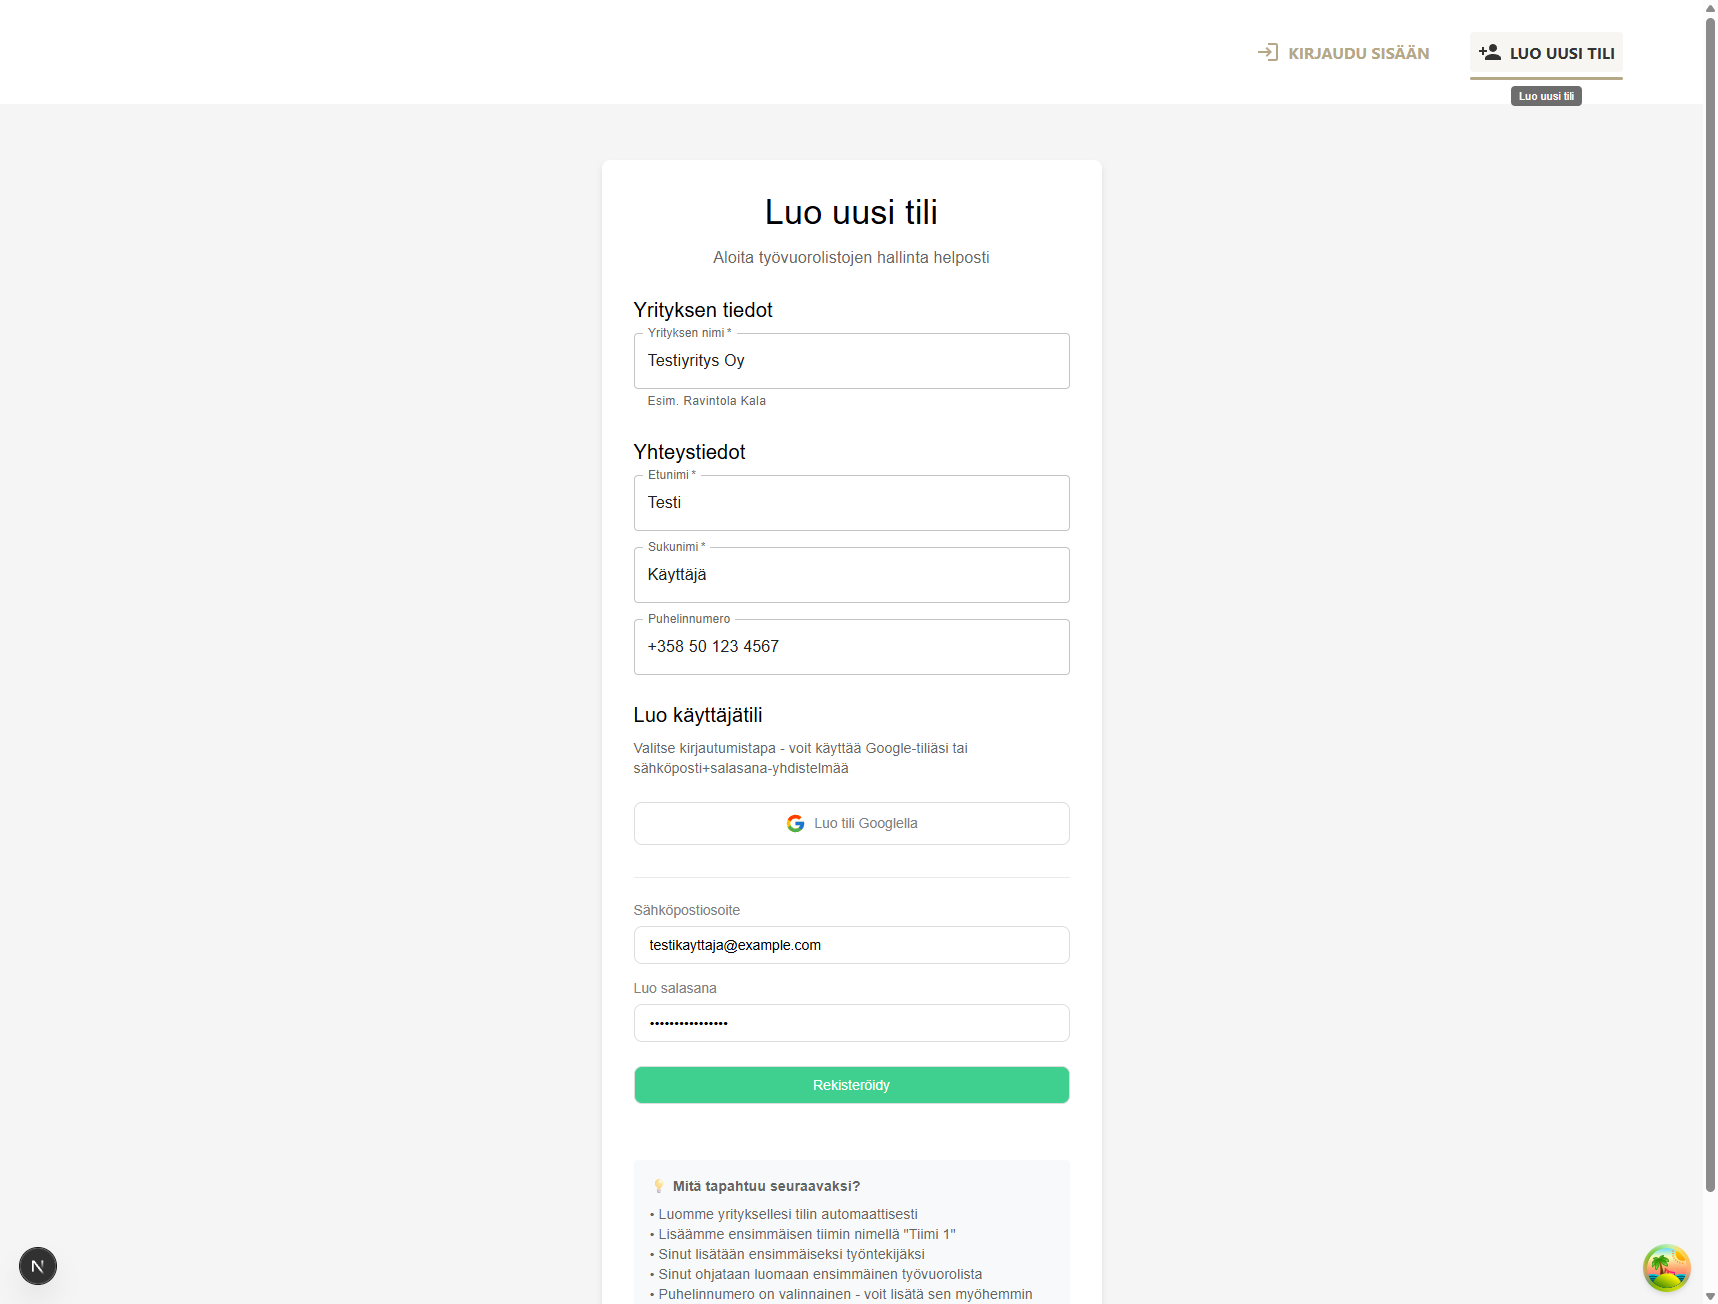 KIRJAUDU SISÄÄN
LUO UUSI TILI
Luo uusi tili
Luo uusi tili
Aloita työvuorolistojen hallinta helposti
Yrityksen tiedot
Yrityksen nimi *
Testiyritys Oy
Esim. Ravintola Kala
Yhteystiedot
Etunimi *
Testi
Sukunimi *
Käyttäjä
Puhelinnumero
+358 50 123 4567
Luo käyttäjätili
Valitse kirjautumistapa - voit käyttää Google-tiliäsi tai
sähköposti+salasana-yhdistelmää
Luo tili Googlella
Sähköpostiosoite
testikayttaja@example.com
Luo salasana
••••••••••••••••
Rekisteröidy
Mitä tapahtuu seuraavaksi?
• Luomme yrityksellesi tilin automaattisesti
• Lisäämme ensimmäisen tiimin nimellä "Tiimi 1"
• Sinut lisätään ensimmäiseksi työntekijäksi
• Sinut ohjataan luomaan ensimmäinen työvuorolista
• Puhelinnumero on valinnainen - voit lisätä sen myöhemmin
N